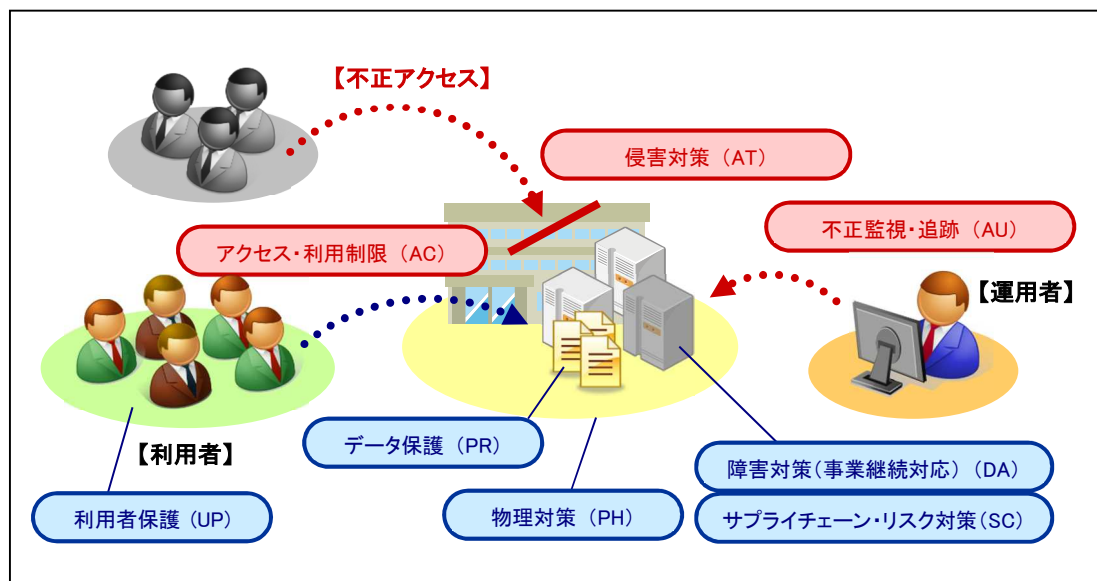 【不正アクセス】
侵害対策 (AT)
不正監視・追跡 (AU)
アクセス・利用制限 (AC)
【運用者】
データ保護 (PR)
【利用者】
障害対策(事業継続対応) (DA)
利用者保護 (UP)
物理対策 (PH)
サプライチェーン・リスク対策(SC)